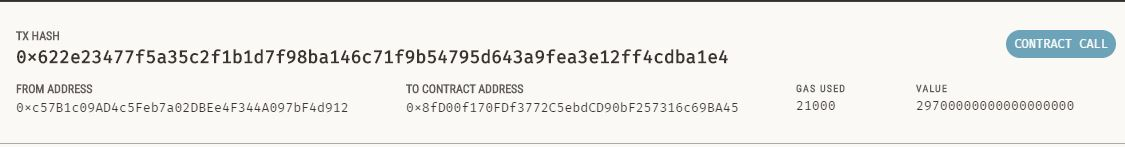 TX HASH
0×622e23477f5a35c2f1b1d7f98ba146c71f9b54795d643a9fea3e12ff4cdba1e4
CONTRACT CALL
FROM ADDRESS
0×c57B1c09AD4c5Feb7a02DBEe4F344A097bF4d912
TO CONTRACT ADDRESS
0×8fD00f170FDf3772C5ebdCD90bF257316c69BA45
GAS USED
21000
VALUE
29700000000000000000